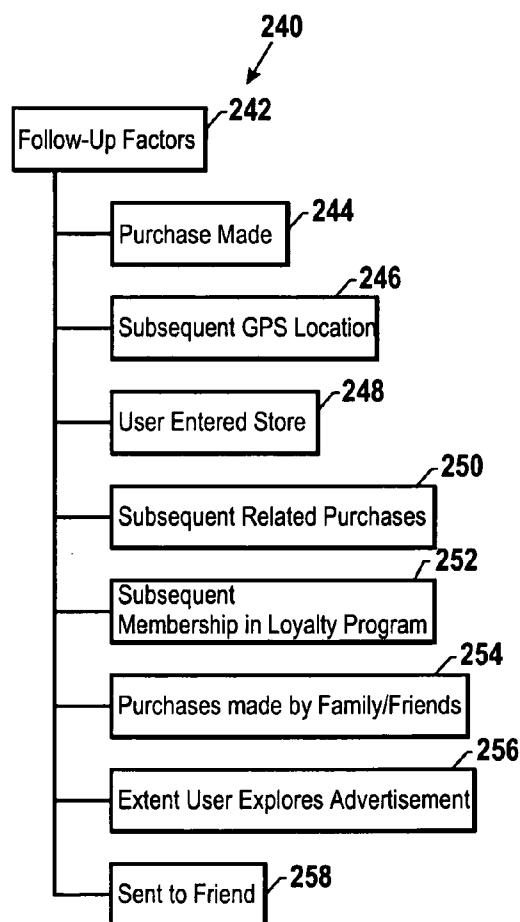 240
242
Follow-Up Factors
244
Purchase Made
246
Subsequent GPS Location
248
User Entered Store
250
Subsequent Related Purchases
252
Subsequent
Membership in Loyalty Program
254
Purchases made by Family/Friends
256
Extent User Explores Advertisement
258
Sent to Friend